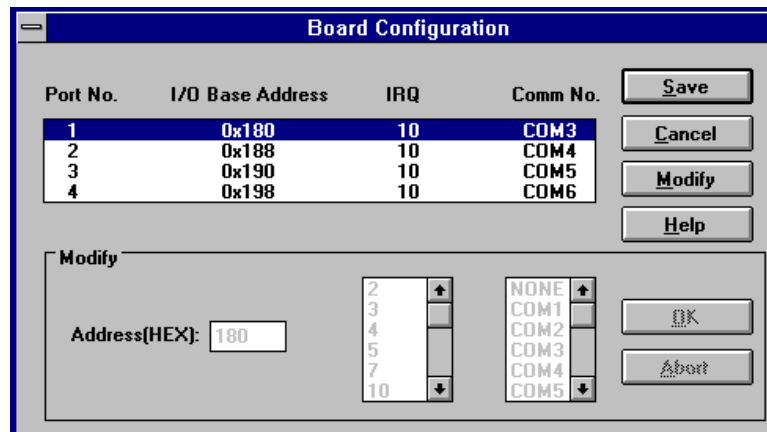 Board Configuration
Port No. I/O Base Address IRQ Comm No.
Save
1 0x180 10 COM3
2 0x188 10 COM4
3 0x190 10 COM5
4 0x198 10 COM6
Cancel
Modify
Help
Modify
Address(HEX): 180
2
3
4
5
7
10
NONE
COM1
COM2
COM3
COM4
COM5
OK
Abort